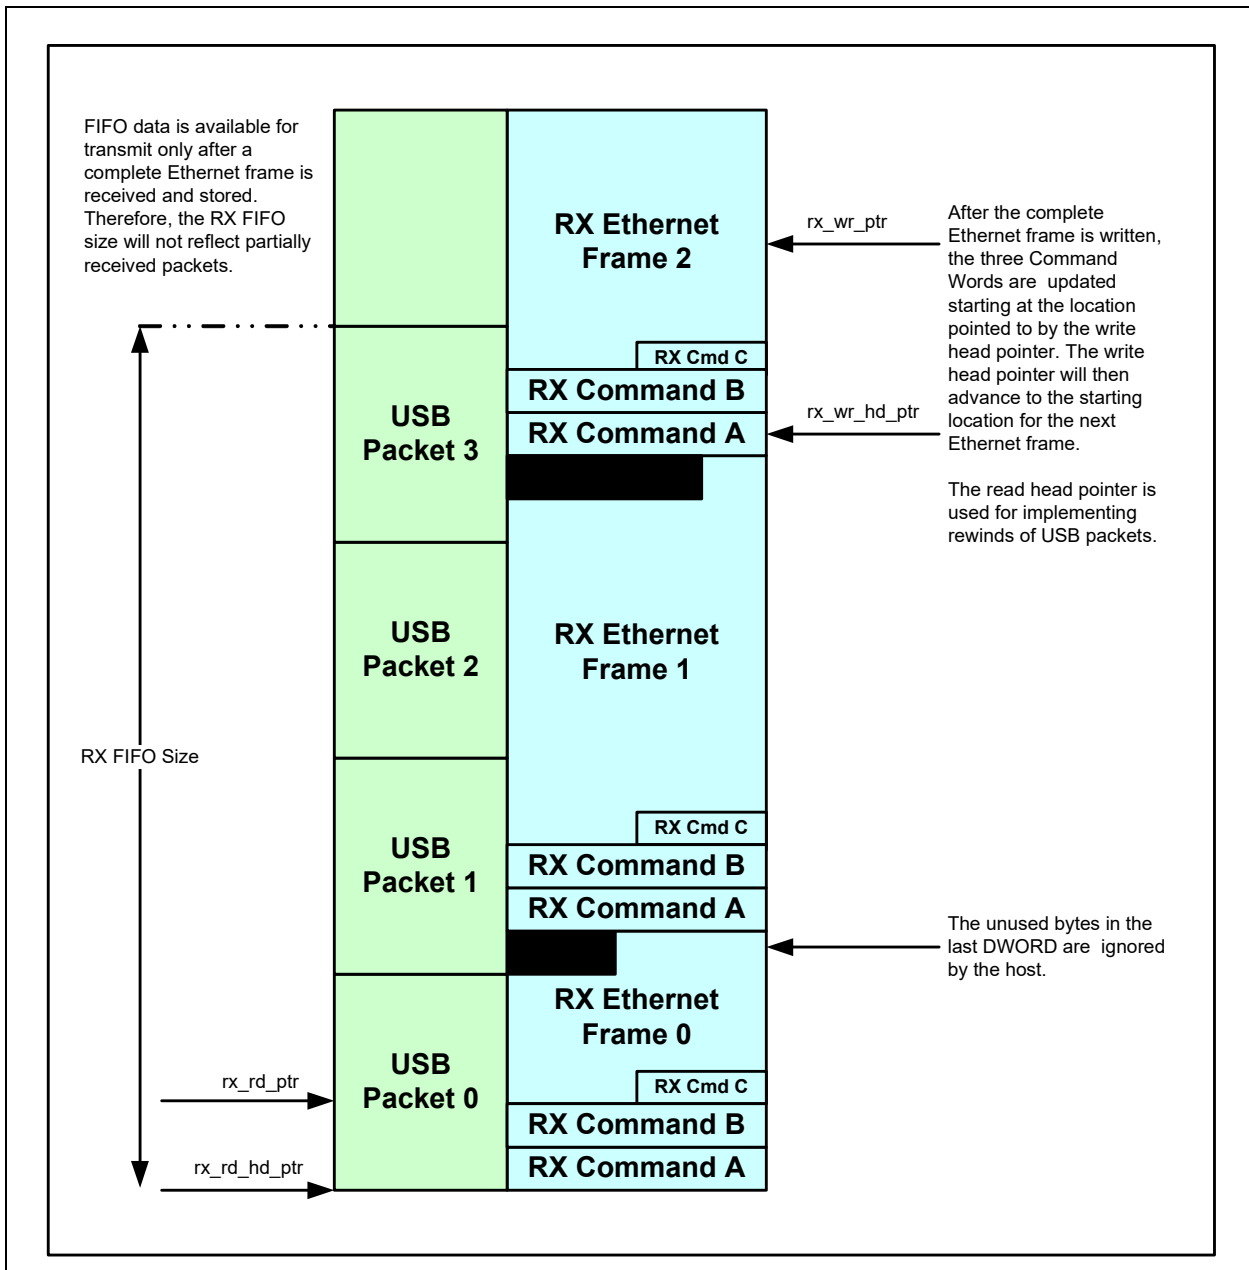 FIFO data is available for
transmit only after a
complete Ethernet frame is
received and stored.
Therefore, the RX FIFO
size will not reflect partially
received packets.
RX Ethernet
Frame 2
rx_wr_ptr
After the complete
Ethernet frame is written,
the three Command
Words are updated
starting at the location
pointed to by the write
head pointer. The write
head pointer will then
advance to the starting
location for the next
Ethernet frame.
The read head pointer is
used for implementing
rewinds of USB packets.
RX Cmd C
RX Command B
RX Command A
rx_wr_hd_ptr
USB
Packet 3
USB
Packet 2
RX Ethernet
Frame 1
RX FIFO Size
USB
Packet 1
RX Cmd C
RX Command B
RX Command A
The unused bytes in the
last DWORD are ignored
by the host.
RX Ethernet
Frame 0
USB
Packet 0
rx_rd_ptr
RX Cmd C
RX Command B
RX Command A
rx_rd_hd_ptr